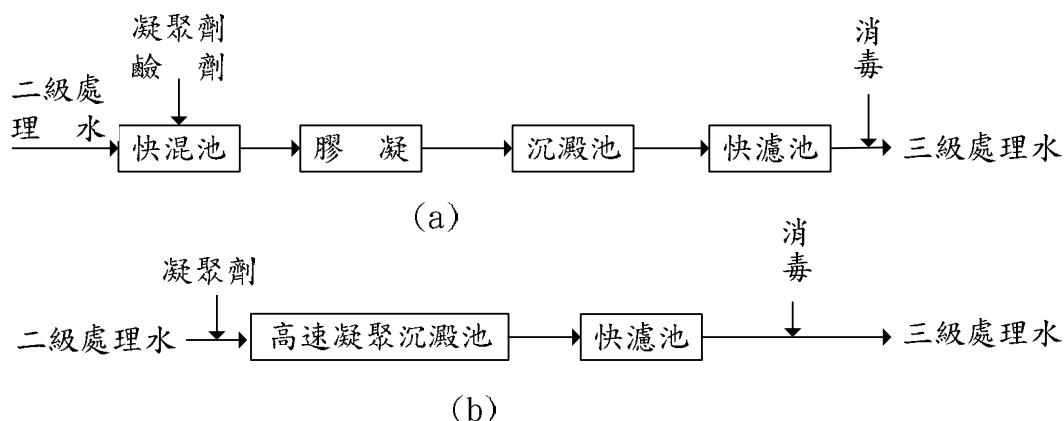 凝聚劑
鹼 劑
消毒
二級處
理 水
快混池
膠 凝
沉澱池
快濾池
三級處理水
(a)
凝聚劑
消毒
二級處理水
高速凝聚沉澱池
快濾池
三級處理水
(b)